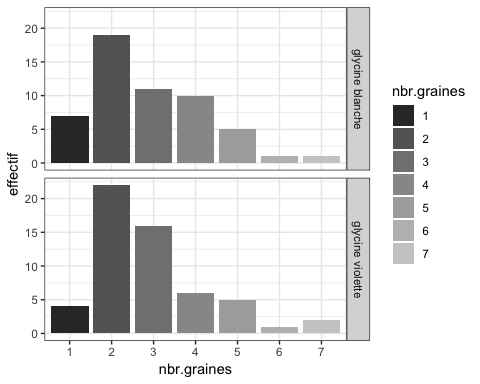 effectif
20
15
10
5
0
glycine blanche
20
15
10
5
0
glycine violette
1 2 3 4 5 6 7
nbr.graines
nbr.graines
1
2
3
4
5
6
7